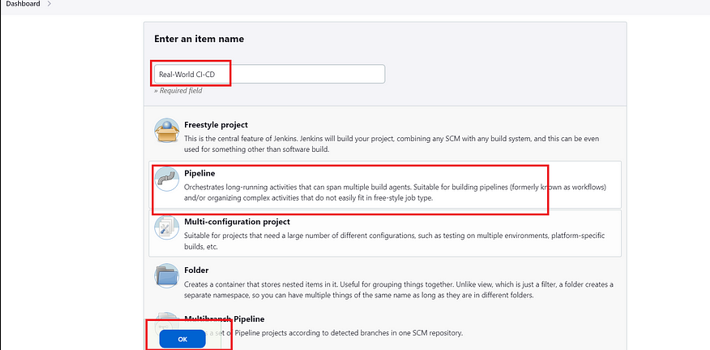 Dashboard >
Enter an item name
Real-World CI-CD
» Required field
Freestyle project
This is the central feature of Jenkins. Jenkins will build your project, combining any SCM with any build system, and this can be even
used for something other than software build.
Pipeline
Orchestrates long-running activities that can span multiple build agents. Suitable for building pipelines (formerly known as workflows)
and/or organizing complex activities that do not easily fit in free-style job type.
Multi-configuration project
Suitable for projects that need a large number of different configurations, such as testing on multiple environments, platform-specific
builds, etc.
Folder
Creates a container that stores nested items in it. Useful for grouping things together. Unlike view, which is just a filter, a folder creates a
separate namespace, so you can have multiple things of the same name as long as they are in different folders.
Multibranch Pipeline
set of Pipeline projects according to detected branches in one SCM repository.
OK